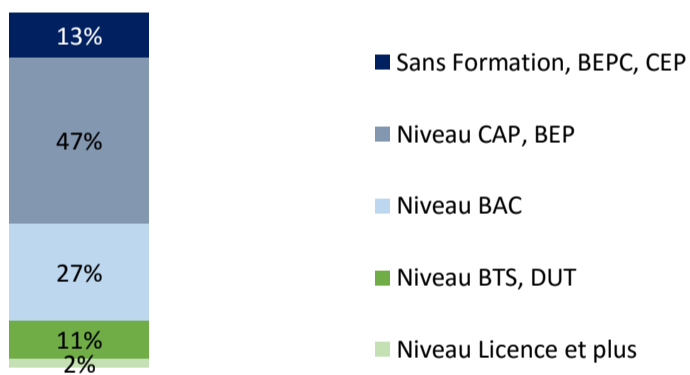 13%
47%
27%
11%
2%
Sans Formation, BEPC, CEP
Niveau CAP, BEP
Niveau BAC
Niveau BTS, DUT
Niveau Licence et plus